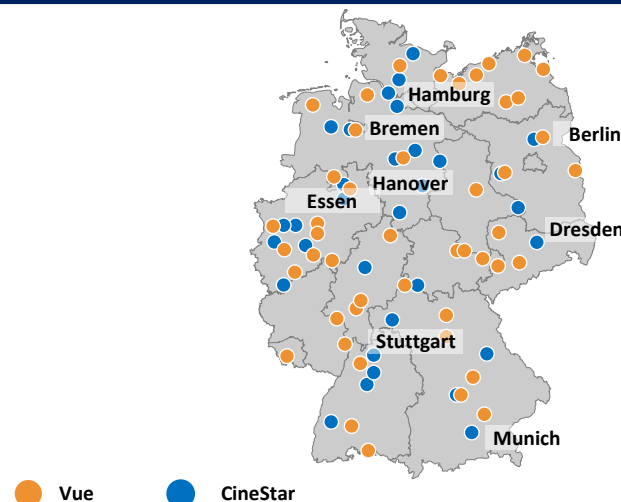 Hamburg
Bremen
Berlin
Hanover
Essen
Dresden
Stuttgart
Munich
Vue
CineStar